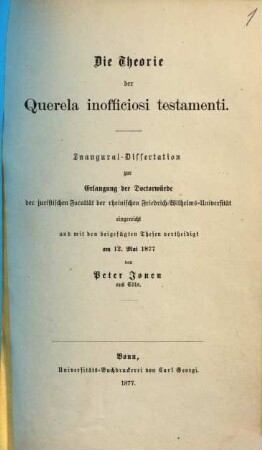 1
Die Theorie
der
Querela inofficiosi testamenti.
Inaugural-Dissertation
zur
Erlangung der Doctorwürde
der juristischen Facultät der rheinischen Friedrich-Wilhelms-Universität
eingereicht
und mit den beigefügten Thesen vertheidigt
am 12. Mai 1877
von
Peter Jonen
aus Cöln.
Bonn,
Universitäts-Buchdruckerei von Carl Georgi.
1877.